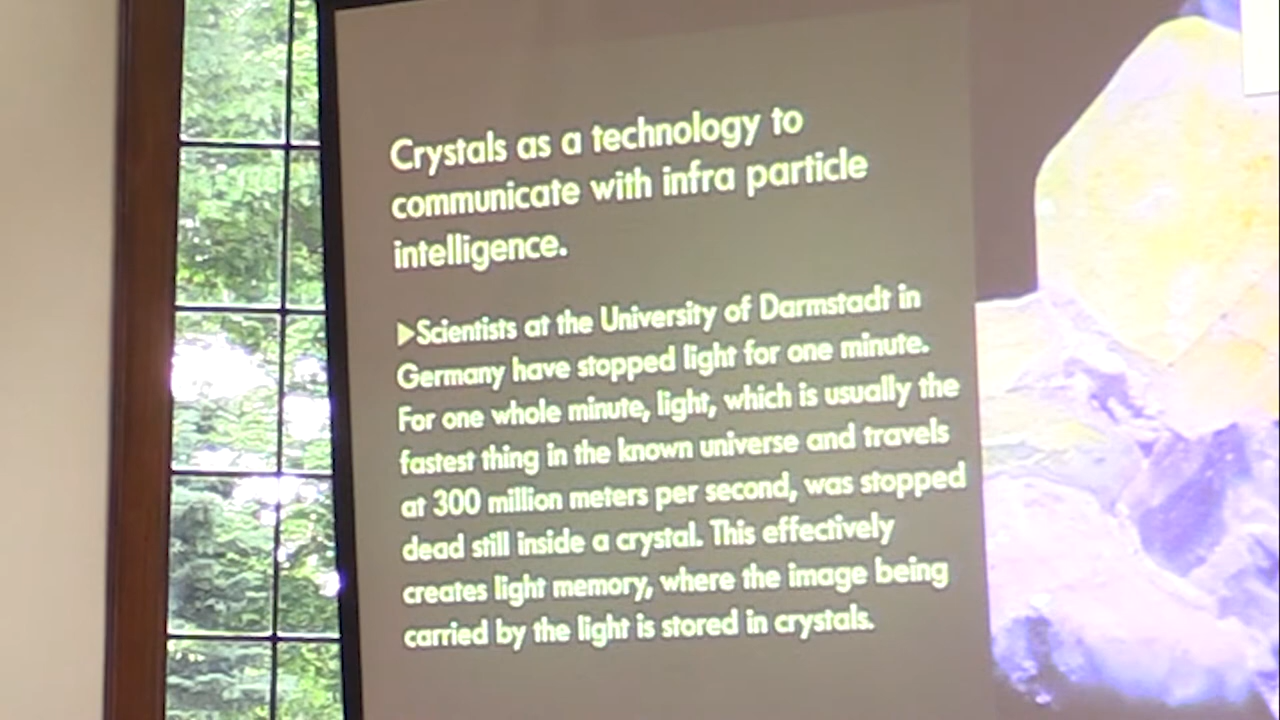 Crystals as a technology to
communicate with infra particle
intelligence.
▶Scientists at the University of Darmstadt in
Germany have stopped light for one minute.
For one whole minute, light, which is usually the
fastest thing in the known universe and travels
at 300 million meters per second, was stopped
dead still inside a crystal. This effectively
creates light memory, where the image being
carried by the light is stored in crystals.